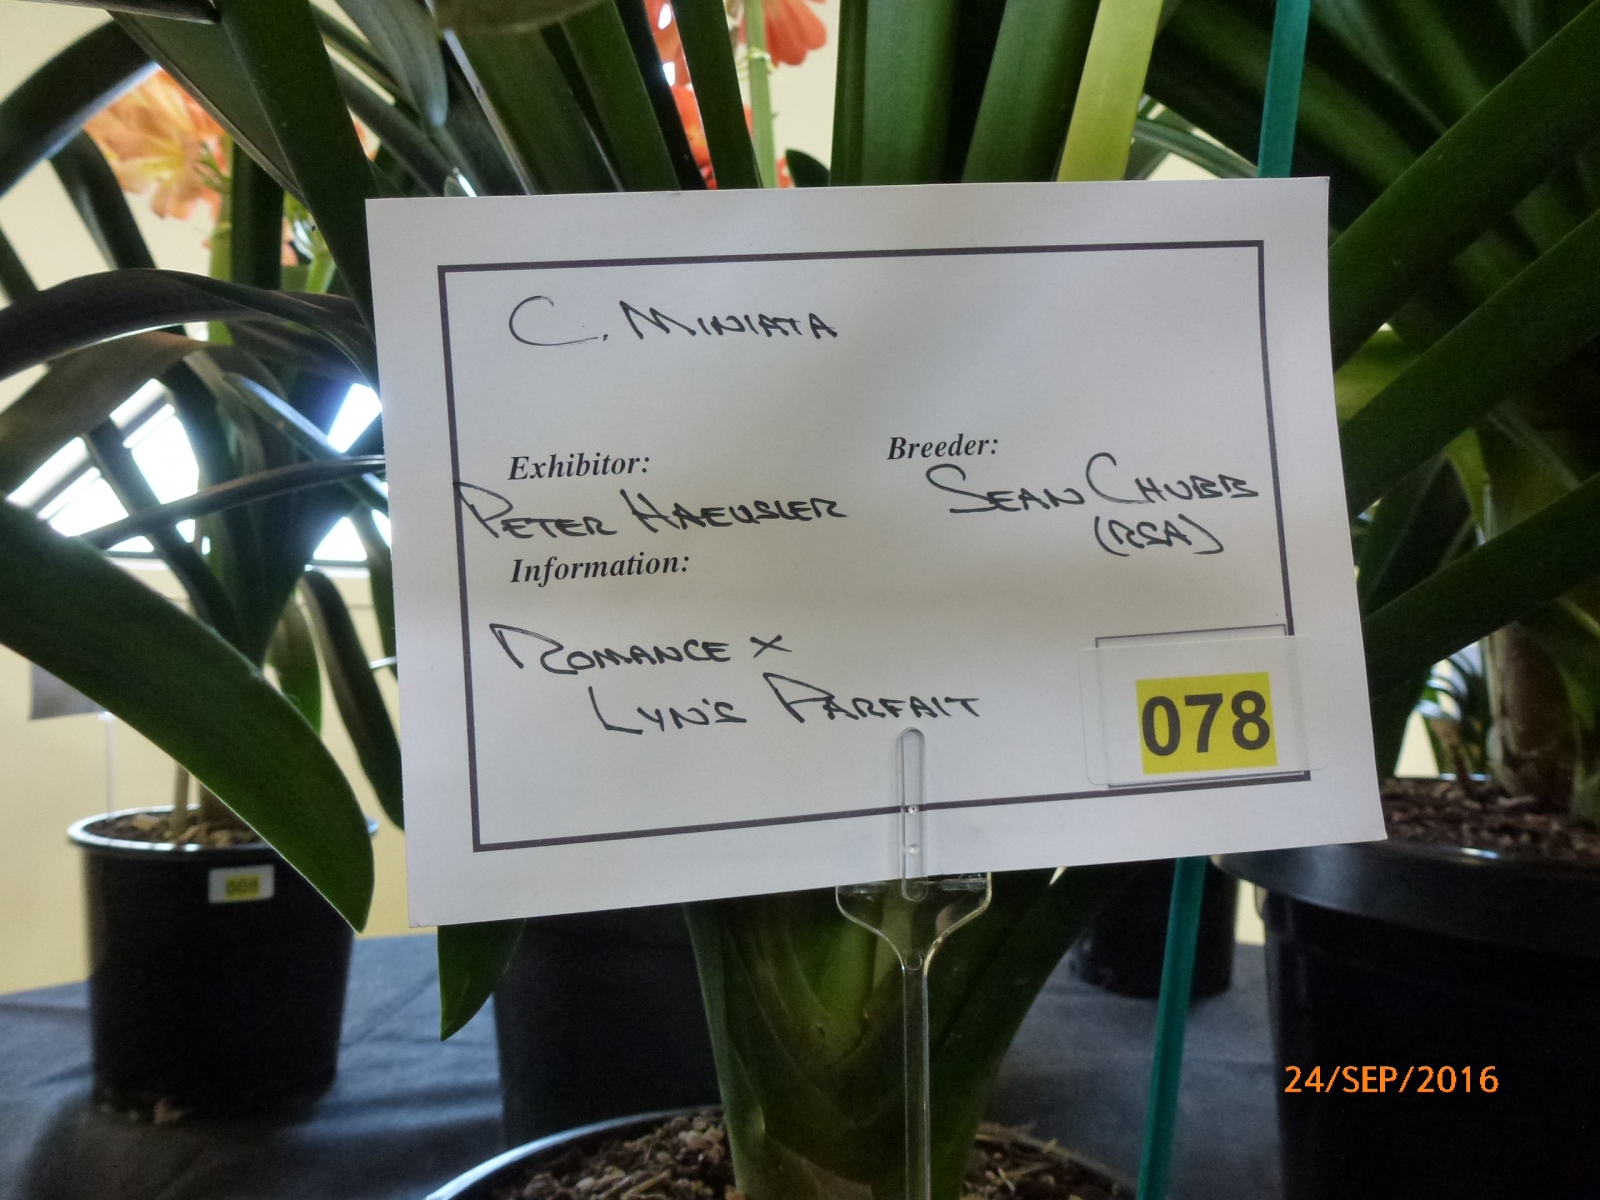 C. MINIATA
Exhibitor:
Breeder:
PETER HAEUSLER
SEAN CHUBB
(RSA)
Information:
ROMANCE X
LYN'S PARFAIT
078
24/SEP/2016